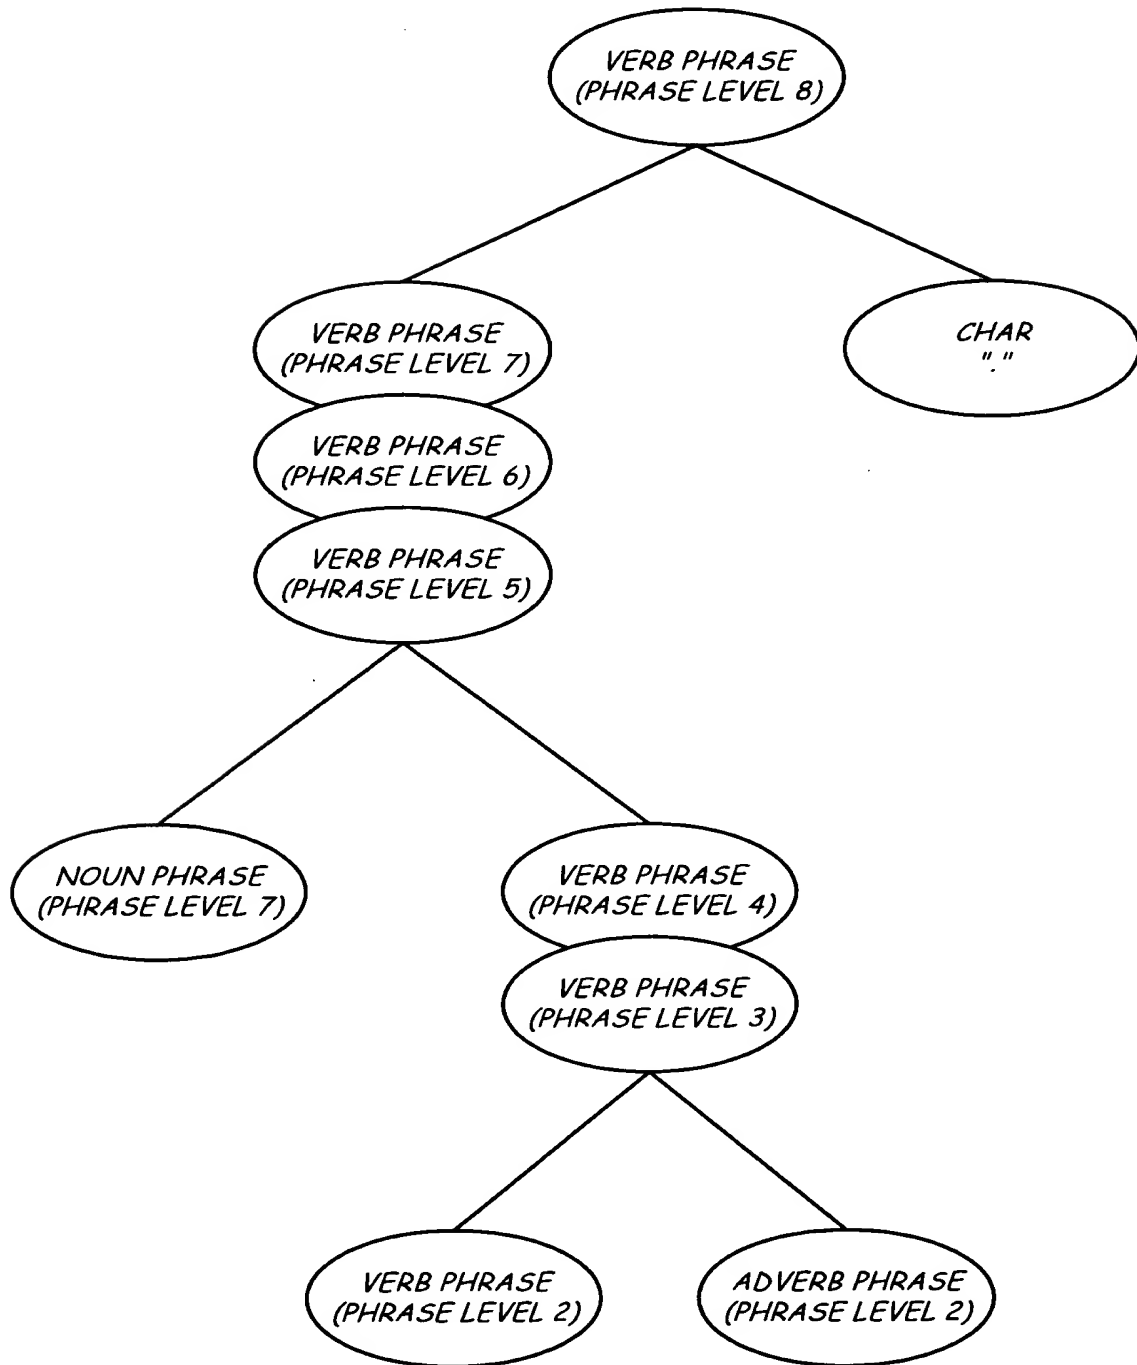 VERB PHRASE
(PHRASE LEVEL 8)
VERB PHRASE
(PHRASE LEVEL 7)
CHAR
"."
VERB PHRASE
(PHRASE LEVEL 6)
VERB PHRASE
(PHRASE LEVEL 5)
NOUN PHRASE
(PHRASE LEVEL 7)
VERB PHRASE
(PHRASE LEVEL 4)
VERB PHRASE
(PHRASE LEVEL 3)
VERB PHRASE
(PHRASE LEVEL 2)
ADVERB PHRASE
(PHRASE LEVEL 2)